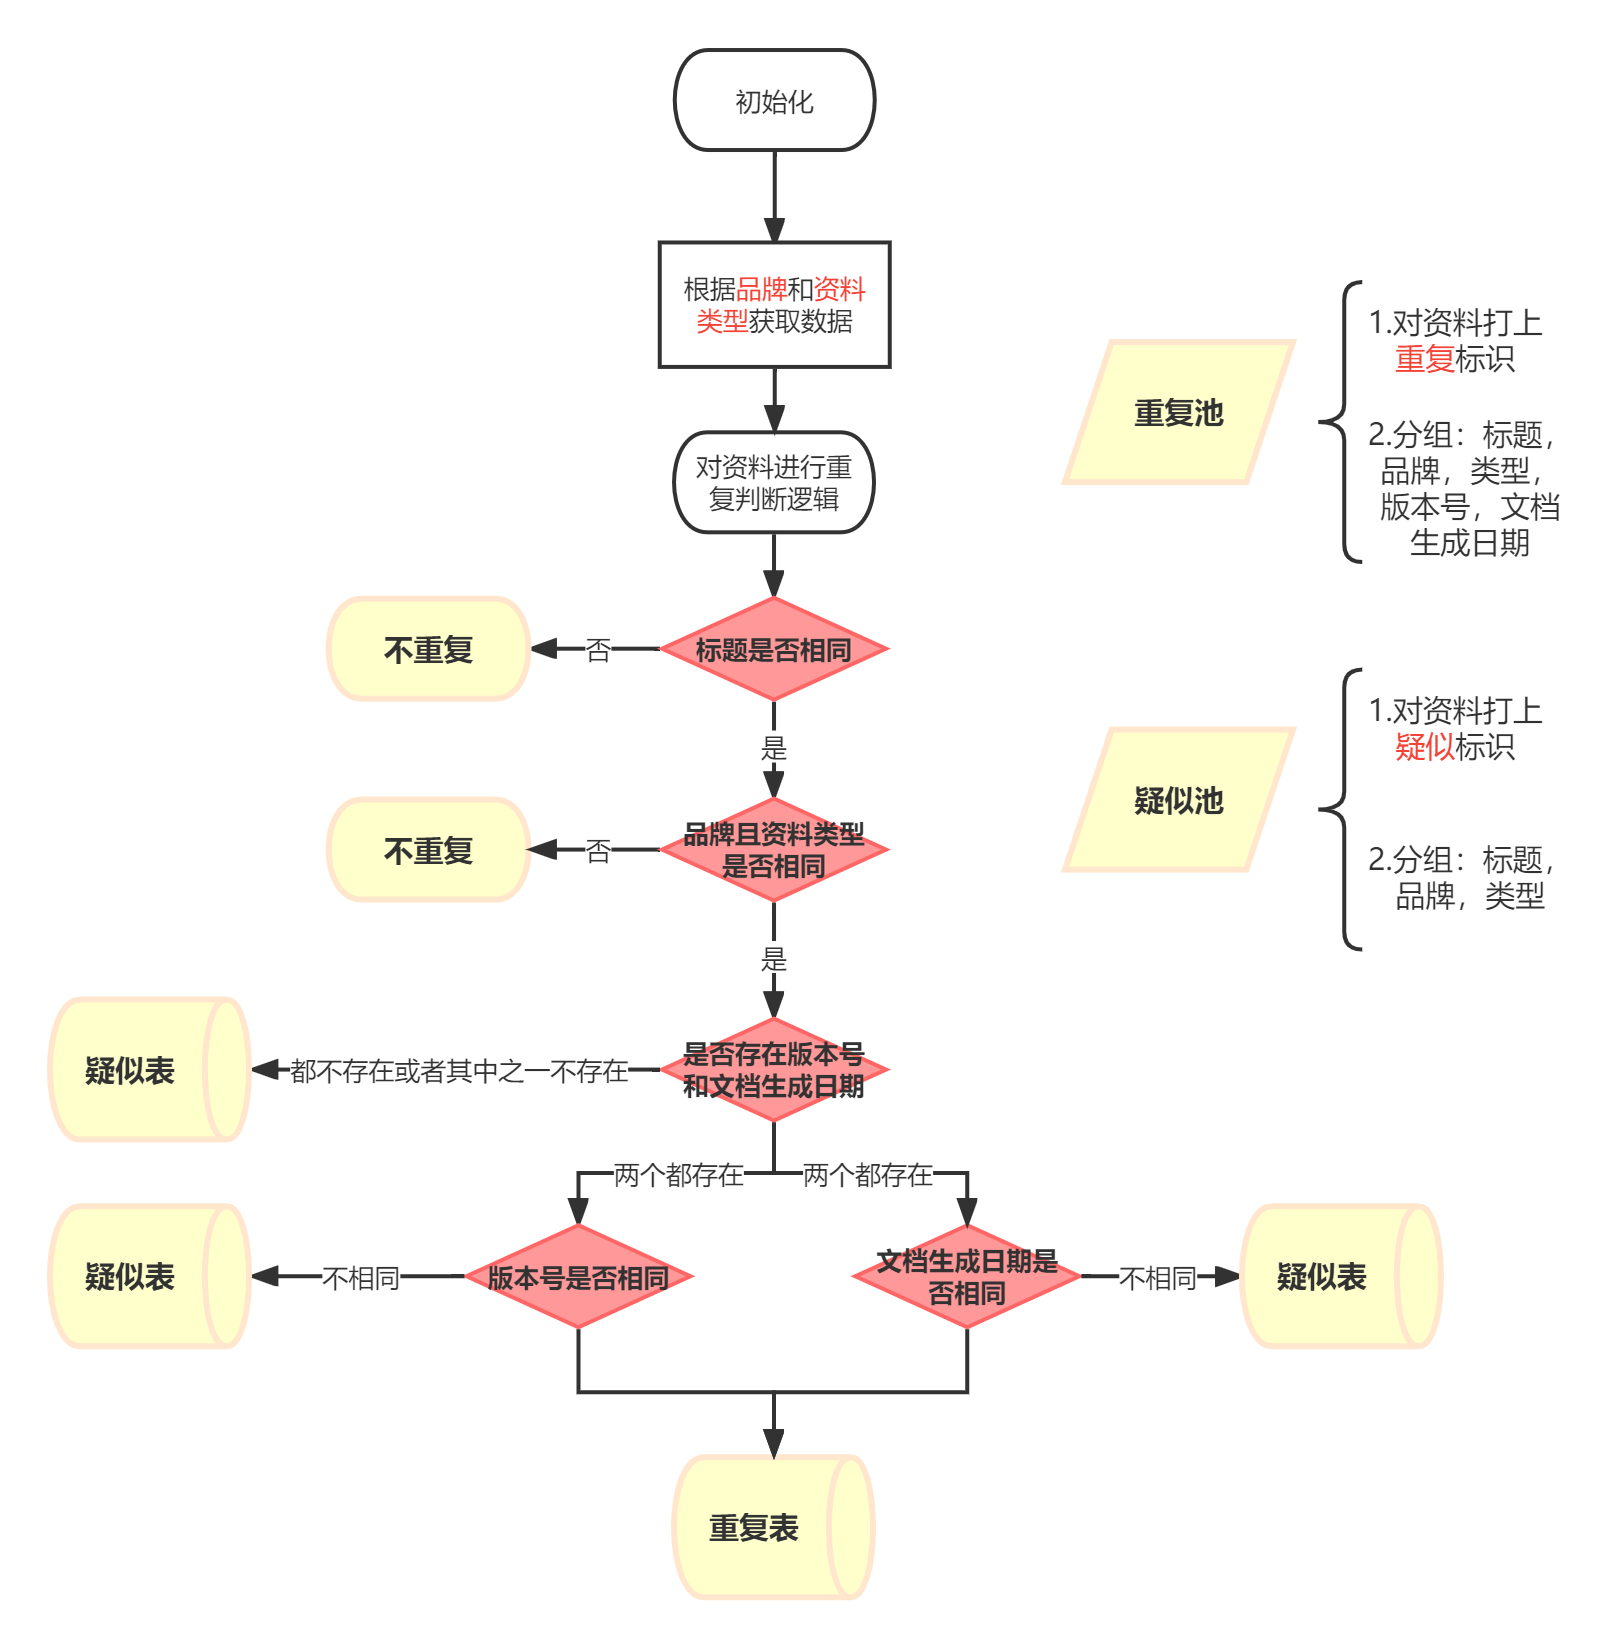 初始化
根据品牌和资料
类型获取数据
对资料进行重
复判断逻辑
标题是否相同
否
不重复
是
品牌且资料类型
是否相同
否
不重复
是
是否存在版本号
和文档生成日期
都不存在或者其中之一不存在
疑似表
两个都存在
两个都存在
版本号是否相同
不相同
疑似表
文档生成日期是
否相同
不相同
疑似表
重复表
重复池
1.对资料打上
重复标识
2.分组：标题，
品牌，类型，
版本号，文档
生成日期
疑似池
1.对资料打上
疑似标识
2.分组：标题，
品牌，类型